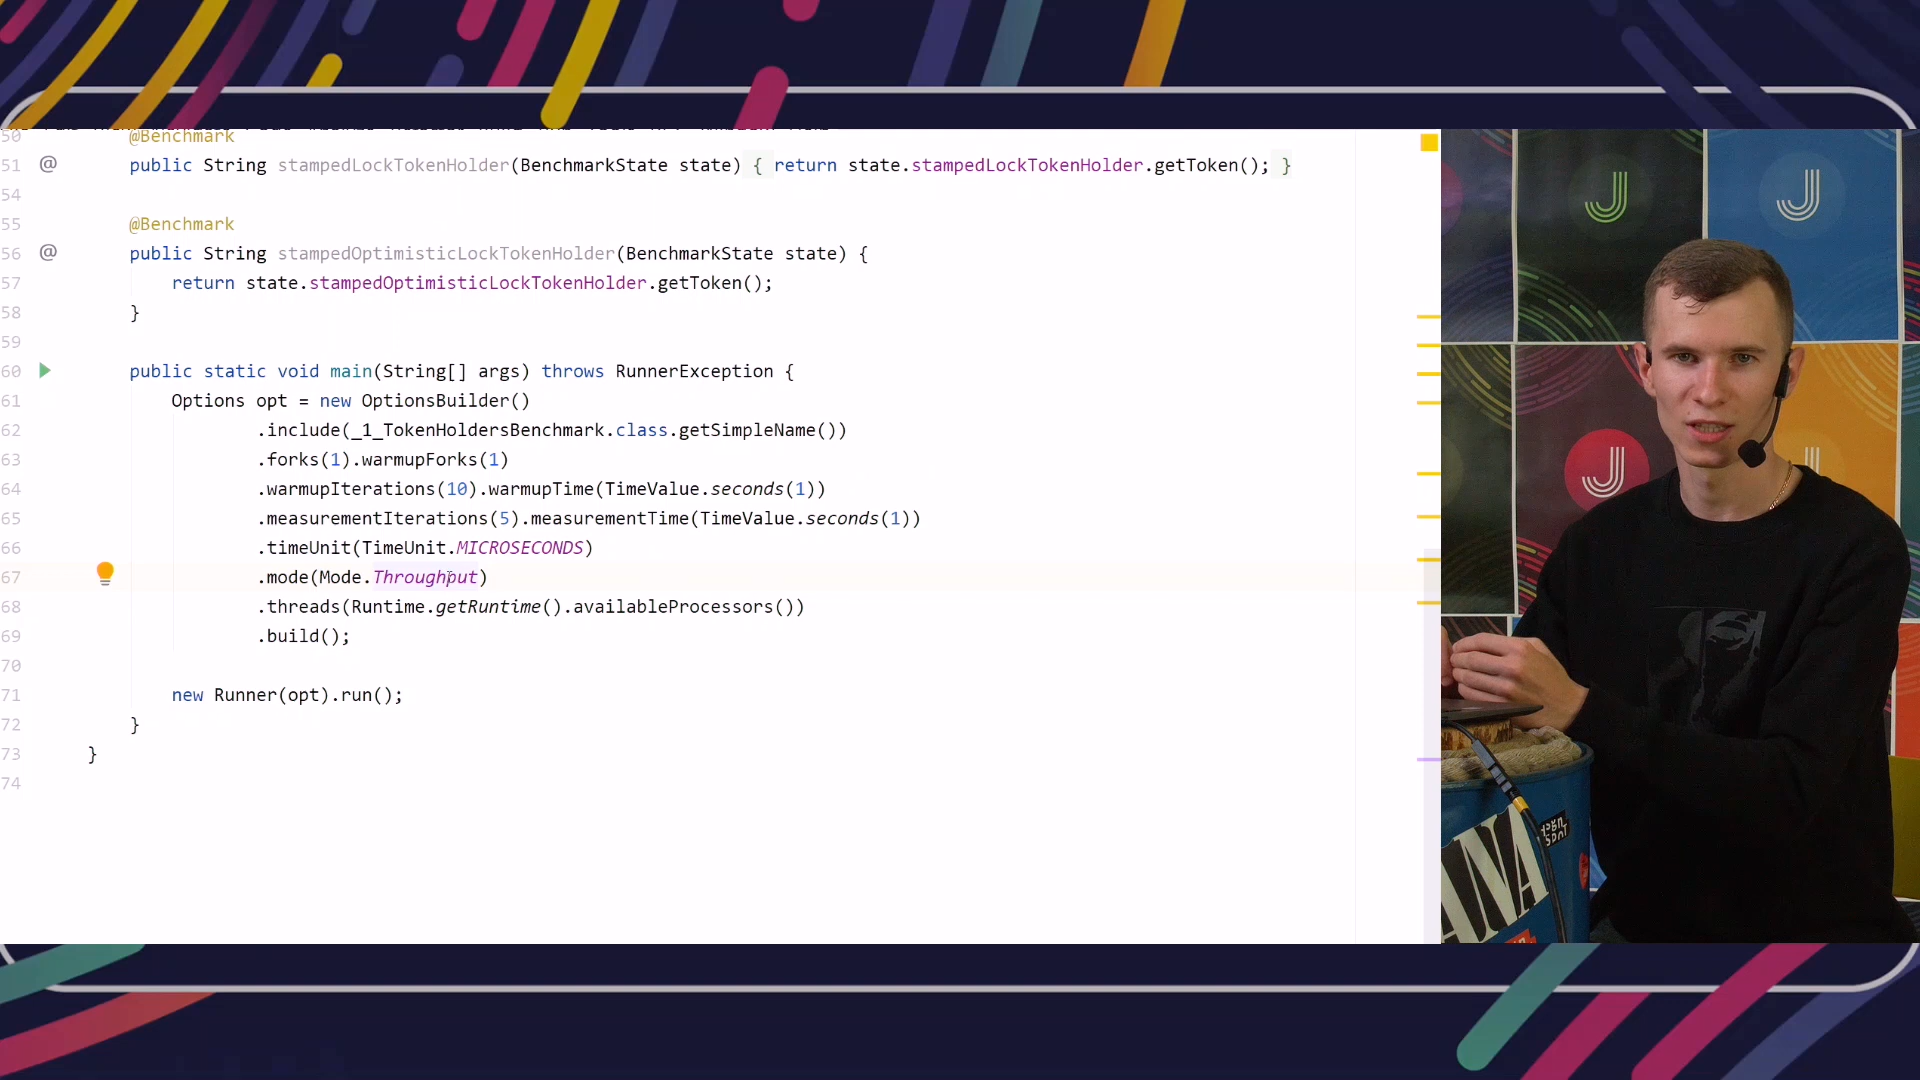 50 @Benchmark
51 @ public String stampedLockTokenHolder(BenchmarkState state) { return state.stampedLockTokenHolder.getToken(); }
54
55 @Benchmark
56 @ public String stampedOptimisticLockTokenHolder(BenchmarkState state) {
57 return state.stampedOptimisticLockTokenHolder.getToken();
58 }
59
60 public static void main(String[] args) throws RunnerException {
61 Options opt = new OptionsBuilder()
62 .include(_1_TokenHoldersBenchmark.class.getSimpleName())
63 .forks(1).warmupForks(1)
64 .warmupIterations(10).warmupTime(TimeValue.seconds(1))
65 .measurementIterations(5).measurementTime(TimeValue.seconds(1))
66 .timeUnit(TimeUnit.MICROSECONDS)
67 .mode(Mode.Throughput)
68 .threads(Runtime.getRuntime().availableProcessors())
69 .build();
70
71 new Runner(opt).run();
72 }
73 }
74
J
J
J